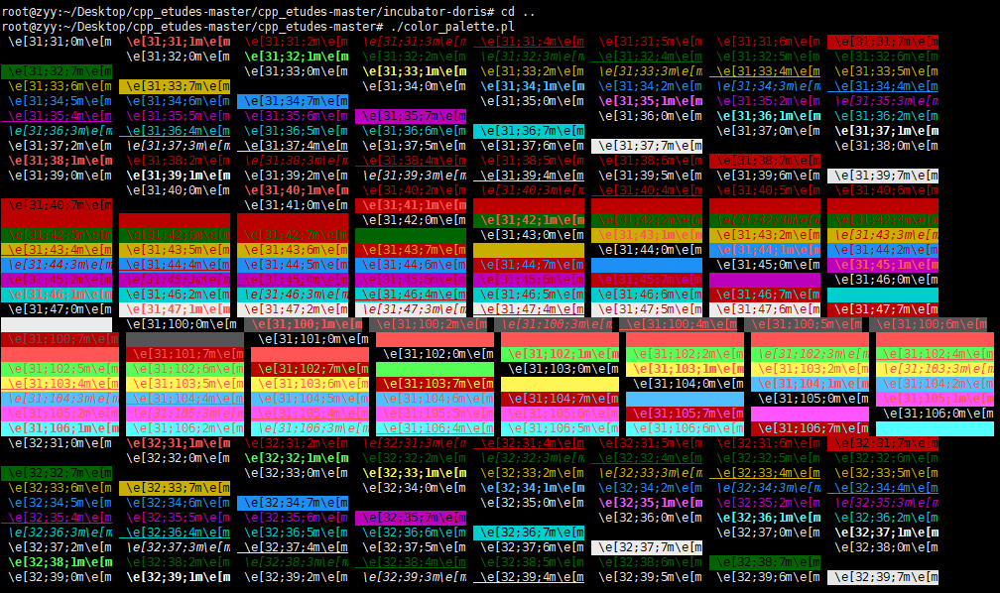 root@zyy:~/Desktop/cpp_etudes-master/cpp_etudes-master/incubator-doris# cd ..
root@zyy:~/Desktop/cpp_etudes-master/cpp_etudes-master# ./color_palette.pl
\e[31;31;0m\e[m \e[31;31;1m\e[m \e[31;31;2m\e[m \e[31;31;3m\e[m \e[31;31;4m\e[m \e[31;31;5m\e[m \e[31;31;6m\e[m \e[31;31;7m\e[m
\e[31;32;0m\e[m \e[31;32;1m\e[m \e[31;32;2m\e[m \e[31;32;3m\e[m \e[31;32;4m\e[m \e[31;32;5m\e[m \e[31;32;6m\e[m
\e[31;32;7m\e[m \e[31;33;0m\e[m \e[31;33;1m\e[m \e[31;33;2m\e[m \e[31;33;3m\e[m \e[31;33;4m\e[m \e[31;33;5m\e[m
\e[31;33;6m\e[m \e[31;33;7m\e[m \e[31;34;0m\e[m \e[31;34;1m\e[m \e[31;34;2m\e[m \e[31;34;3m\e[m \e[31;34;4m\e[m
\e[31;34;5m\e[m \e[31;34;6m\e[m \e[31;34;7m\e[m \e[31;35;0m\e[m \e[31;35;1m\e[m \e[31;35;2m\e[m \e[31;35;3m\e[m
\e[31;35;4m\e[m \e[31;35;5m\e[m \e[31;35;6m\e[m \e[31;35;7m\e[m \e[31;36;0m\e[m \e[31;36;1m\e[m \e[31;36;2m\e[m
\e[31;36;3m\e[m \e[31;36;4m\e[m \e[31;36;5m\e[m \e[31;36;6m\e[m \e[31;36;7m\e[m \e[31;37;0m\e[m \e[31;37;1m\e[m
\e[31;37;2m\e[m \e[31;37;3m\e[m \e[31;37;4m\e[m \e[31;37;5m\e[m \e[31;37;6m\e[m \e[31;37;7m\e[m \e[31;38;0m\e[m
\e[31;38;1m\e[m \e[31;38;2m\e[m \e[31;38;3m\e[m \e[31;38;4m\e[m \e[31;38;5m\e[m \e[31;38;6m\e[m \e[31;38;7m\e[m
\e[31;39;0m\e[m \e[31;39;1m\e[m \e[31;39;2m\e[m \e[31;39;3m\e[m \e[31;39;4m\e[m \e[31;39;5m\e[m \e[31;39;6m\e[m \e[31;39;7m\e[m
\e[31;40;0m\e[m \e[31;40;1m\e[m \e[31;40;2m\e[m \e[31;40;3m\e[m \e[31;40;4m\e[m \e[31;40;5m\e[m \e[31;40;6m\e[m
\e[31;40;7m\e[m \e[31;41;0m\e[m \e[31;41;1m\e[m
\e[31;42;0m\e[m \e[31;42;1m\e[m \e[31;42;2m\e[m \e[31;42;3m\e[m \e[31;42;4m\e[m
\e[31;42;5m\e[m \e[31;42;6m\e[m \e[31;42;7m\e[m \e[31;43;0m\e[m \e[31;43;1m\e[m \e[31;43;2m\e[m \e[31;43;3m\e[m
\e[31;43;4m\e[m \e[31;43;5m\e[m \e[31;43;6m\e[m \e[31;43;7m\e[m \e[31;44;0m\e[m \e[31;44;1m\e[m \e[31;44;2m\e[m
\e[31;44;3m\e[m \e[31;44;4m\e[m \e[31;44;5m\e[m \e[31;44;6m\e[m \e[31;44;7m\e[m \e[31;45;0m\e[m \e[31;45;1m\e[m
\e[31;45;2m\e[m \e[31;45;3m\e[m \e[31;45;4m\e[m \e[31;45;5m\e[m \e[31;45;6m\e[m \e[31;45;7m\e[m \e[31;46;0m\e[m
\e[31;46;1m\e[m \e[31;46;2m\e[m \e[31;46;3m\e[m \e[31;46;4m\e[m \e[31;46;5m\e[m \e[31;46;6m\e[m \e[31;46;7m\e[m
\e[31;47;0m\e[m \e[31;47;1m\e[m \e[31;47;2m\e[m \e[31;47;3m\e[m \e[31;47;4m\e[m \e[31;47;5m\e[m \e[31;47;6m\e[m \e[31;47;7m\e[m
\e[31;100;0m\e[m \e[31;100;1m\e[m \e[31;100;2m\e[m \e[31;100;3m\e[m \e[31;100;4m\e[m \e[31;100;5m\e[m \e[31;100;6m\e[m
\e[31;100;7m\e[m \e[31;101;0m\e[m
\e[31;101;7m\e[m \e[31;102;0m\e[m \e[31;102;1m\e[m \e[31;102;2m\e[m \e[31;102;3m\e[m \e[31;102;4m\e[m
\e[31;102;5m\e[m \e[31;102;6m\e[m \e[31;102;7m\e[m \e[31;103;0m\e[m \e[31;103;1m\e[m \e[31;103;2m\e[m \e[31;103;3m\e[m
\e[31;103;4m\e[m \e[31;103;5m\e[m \e[31;103;6m\e[m \e[31;103;7m\e[m \e[31;104;0m\e[m \e[31;104;1m\e[m \e[31;104;2m\e[m
\e[31;104;3m\e[m \e[31;104;4m\e[m \e[31;104;5m\e[m \e[31;104;6m\e[m \e[31;104;7m\e[m \e[31;105;0m\e[m \e[31;105;1m\e[m
\e[31;105;2m\e[m \e[31;105;3m\e[m \e[31;105;4m\e[m \e[31;105;5m\e[m \e[31;105;6m\e[m \e[31;105;7m\e[m \e[31;106;0m\e[m
\e[31;106;1m\e[m \e[31;106;2m\e[m \e[31;106;3m\e[m \e[31;106;4m\e[m \e[31;106;5m\e[m \e[31;106;6m\e[m \e[31;106;7m\e[m
\e[32;31;0m\e[m \e[32;31;1m\e[m \e[32;31;2m\e[m \e[32;31;3m\e[m \e[32;31;4m\e[m \e[32;31;5m\e[m \e[32;31;6m\e[m \e[32;31;7m\e[m
\e[32;32;0m\e[m \e[32;32;1m\e[m \e[32;32;2m\e[m \e[32;32;3m\e[m \e[32;32;4m\e[m \e[32;32;5m\e[m \e[32;32;6m\e[m
\e[32;32;7m\e[m \e[32;33;0m\e[m \e[32;33;1m\e[m \e[32;33;2m\e[m \e[32;33;3m\e[m \e[32;33;4m\e[m \e[32;33;5m\e[m
\e[32;33;6m\e[m \e[32;33;7m\e[m \e[32;34;0m\e[m \e[32;34;1m\e[m \e[32;34;2m\e[m \e[32;34;3m\e[m \e[32;34;4m\e[m
\e[32;34;5m\e[m \e[32;34;6m\e[m \e[32;34;7m\e[m \e[32;35;0m\e[m \e[32;35;1m\e[m \e[32;35;2m\e[m \e[32;35;3m\e[m
\e[32;35;4m\e[m \e[32;35;5m\e[m \e[32;35;6m\e[m \e[32;35;7m\e[m \e[32;36;0m\e[m \e[32;36;1m\e[m \e[32;36;2m\e[m
\e[32;36;3m\e[m \e[32;36;4m\e[m \e[32;36;5m\e[m \e[32;36;6m\e[m \e[32;36;7m\e[m \e[32;37;0m\e[m \e[32;37;1m\e[m
\e[32;37;2m\e[m \e[32;37;3m\e[m \e[32;37;4m\e[m \e[32;37;5m\e[m \e[32;37;6m\e[m \e[32;37;7m\e[m \e[32;38;0m\e[m
\e[32;38;1m\e[m \e[32;38;2m\e[m \e[32;38;3m\e[m \e[32;38;4m\e[m \e[32;38;5m\e[m \e[32;38;6m\e[m \e[32;38;7m\e[m
\e[32;39;0m\e[m \e[32;39;1m\e[m \e[32;39;2m\e[m \e[32;39;3m\e[m \e[32;39;4m\e[m \e[32;39;5m\e[m \e[32;39;6m\e[m \e[32;39;7m\e[m